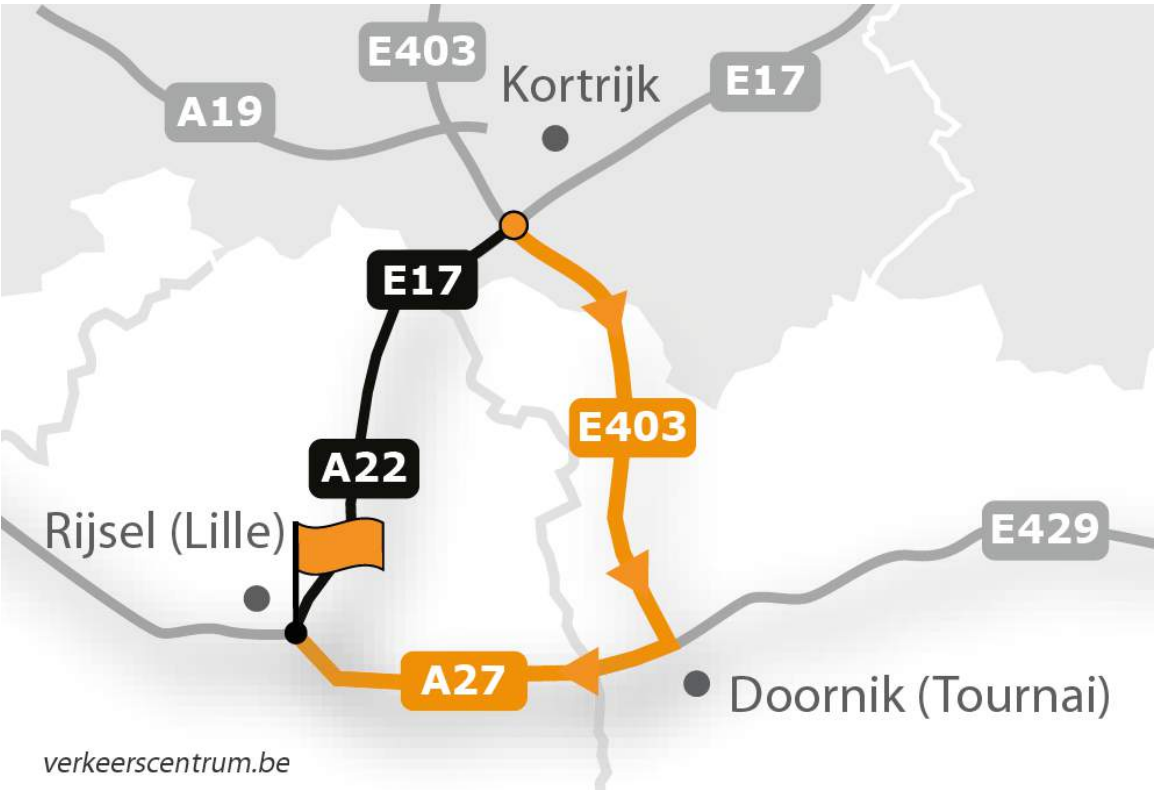 E403
Kortrijk
E17
A19
E17
E403
A22
Rijsel (Lille)
E429
A27
Doornik (Tournai)
verkeerscentrum.be